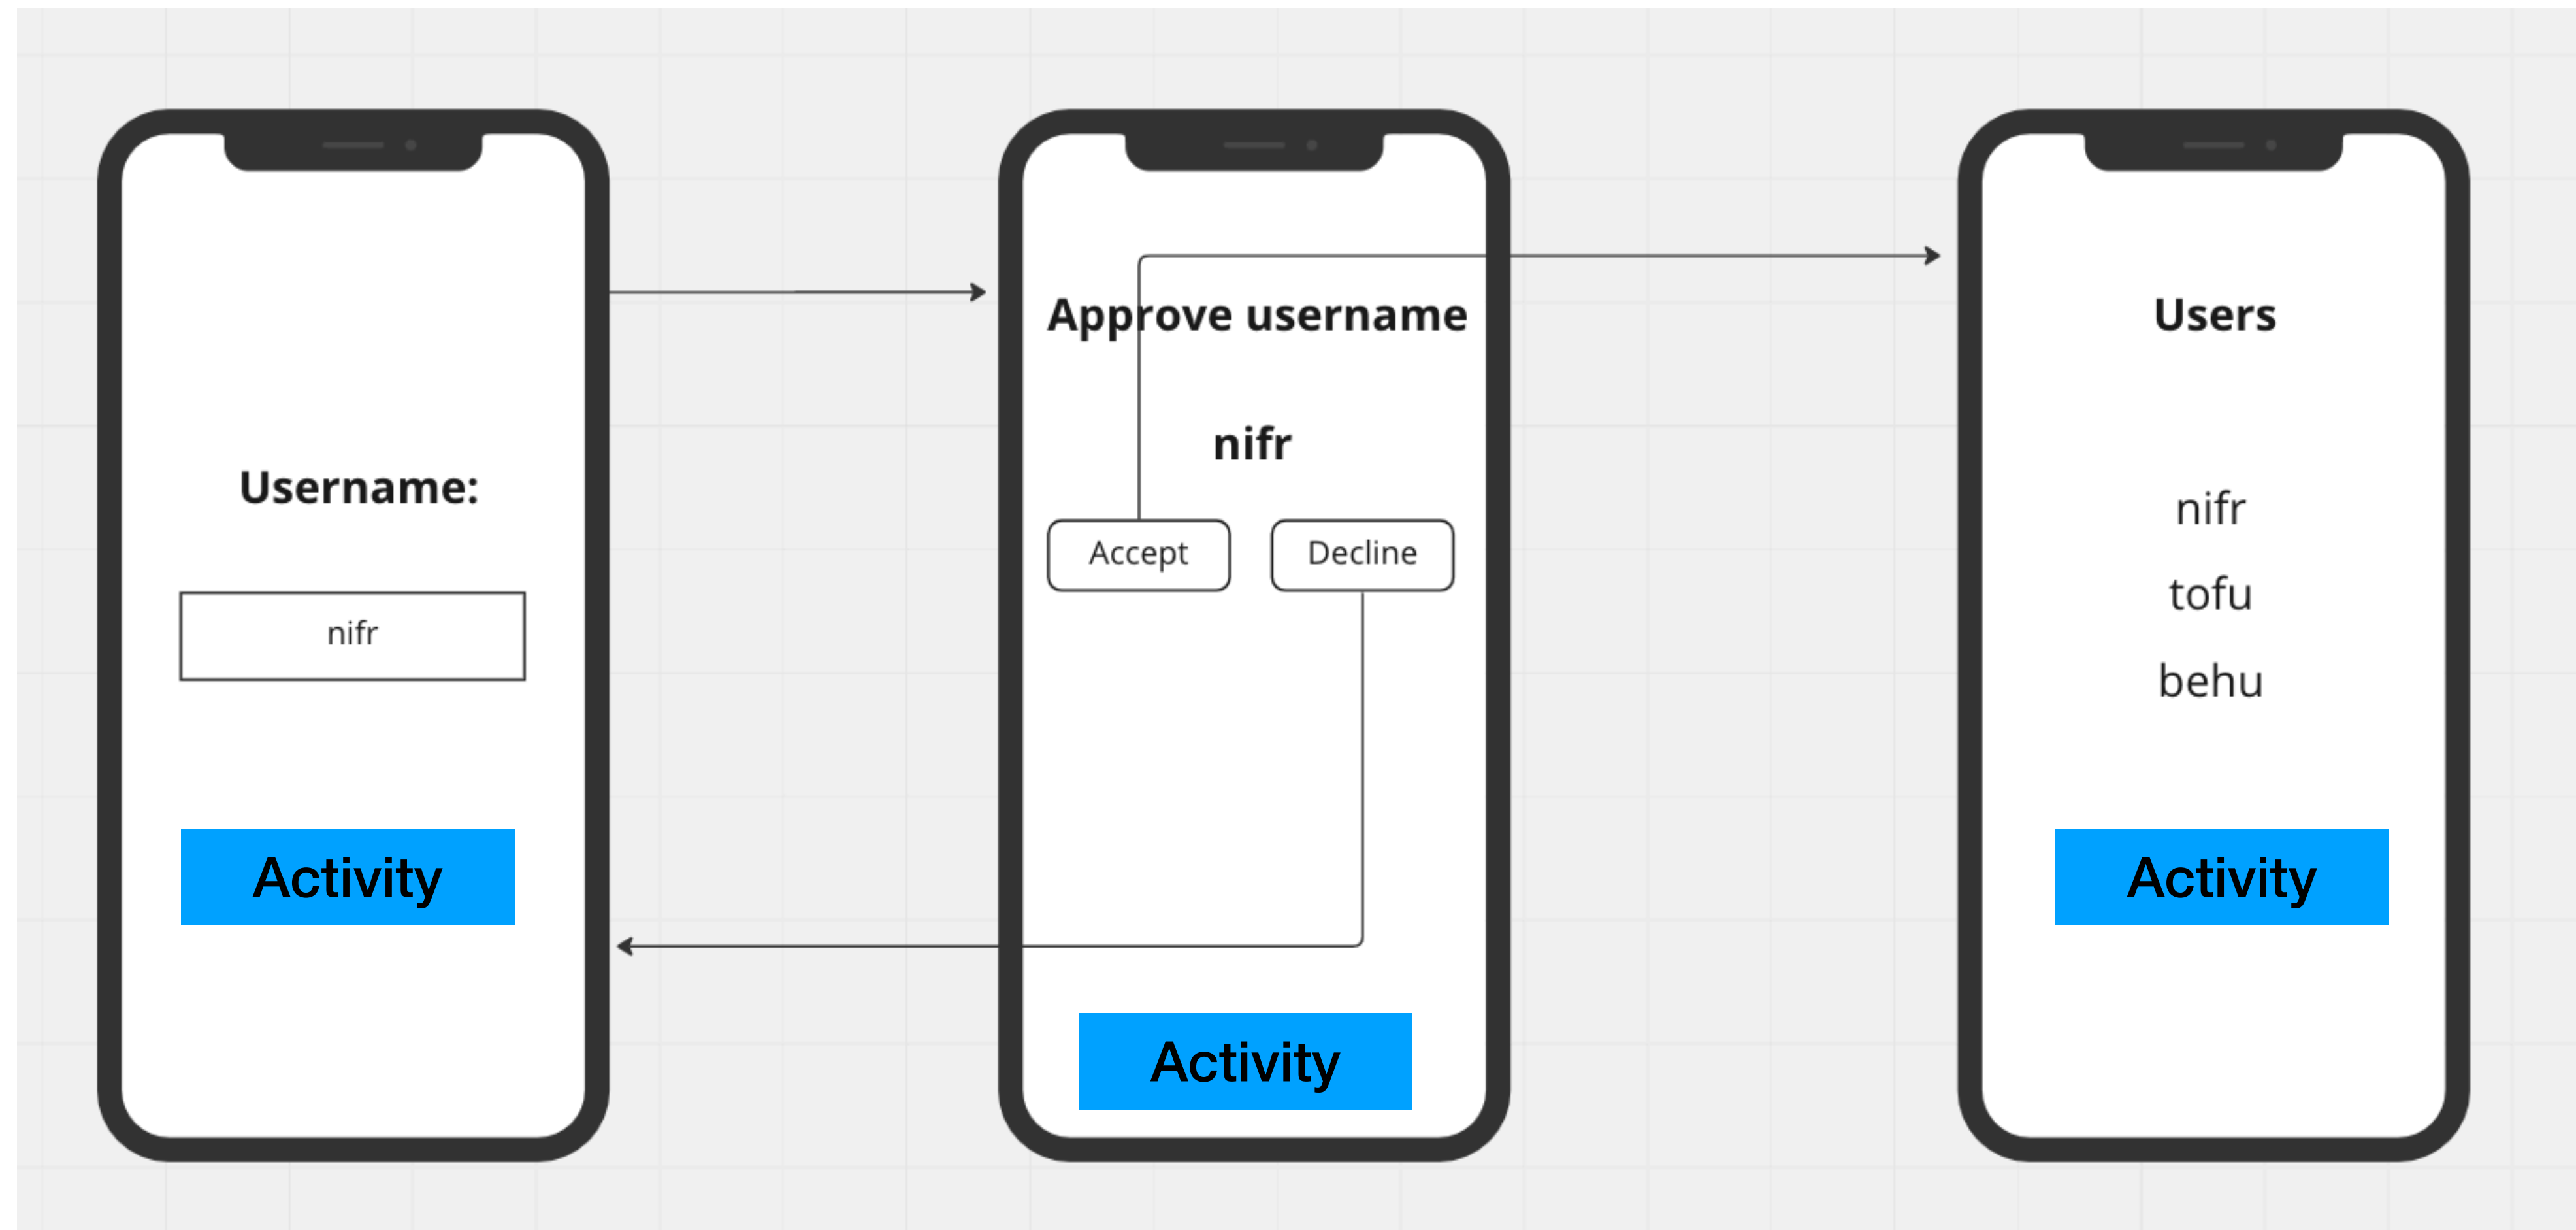 Username:
nifr
Activity
Approve username
nifr
Accept
Decline
Activity
Users
nifr
tofu
behu
Activity